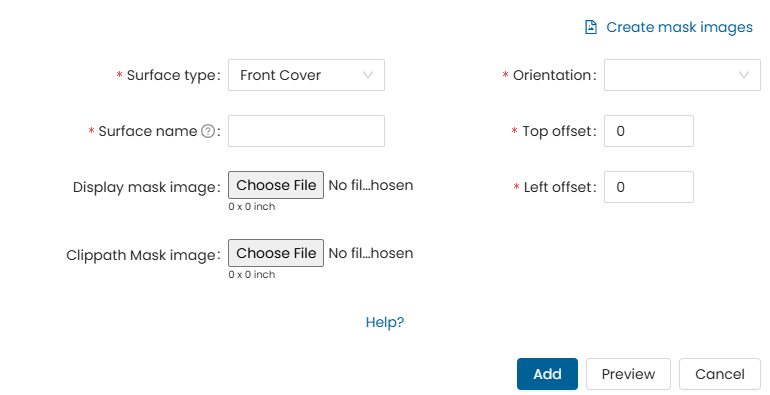 Create mask images
* Surface type: Front Cover
* Orientation:
* Surface name ? :
* Top offset: 0
Display mask image: Choose File No fil...hosen
0 x 0 inch
* Left offset: 0
Clippath Mask image: Choose File No fil...hosen
0 x 0 inch
Help?
Add Preview Cancel